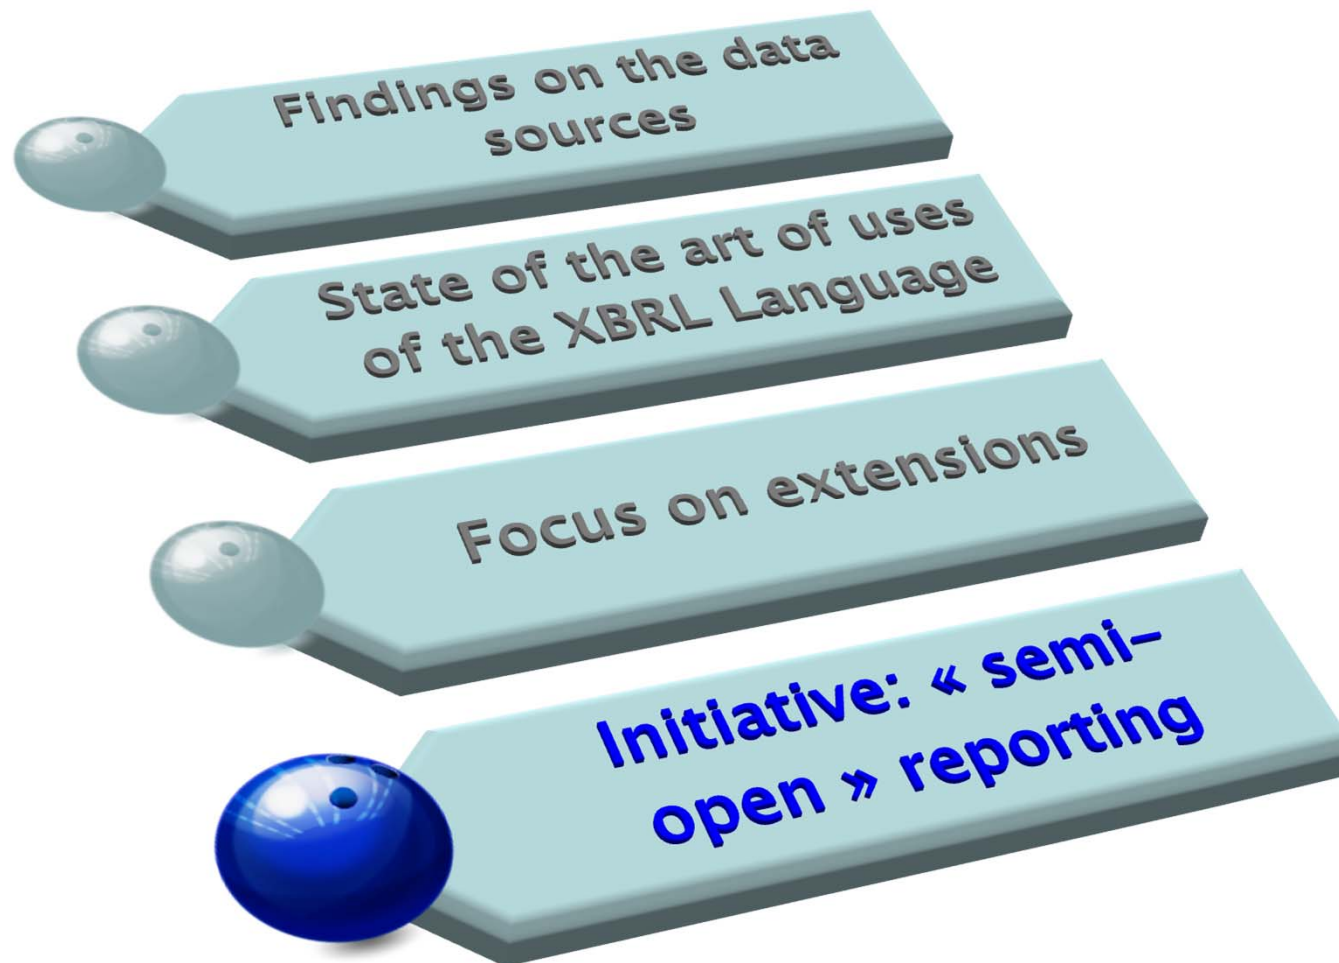 Findings on the data
sources
State of the art of uses
of the XBRL Language
Focus on extensions
Initiative: « semi-
open » reporting